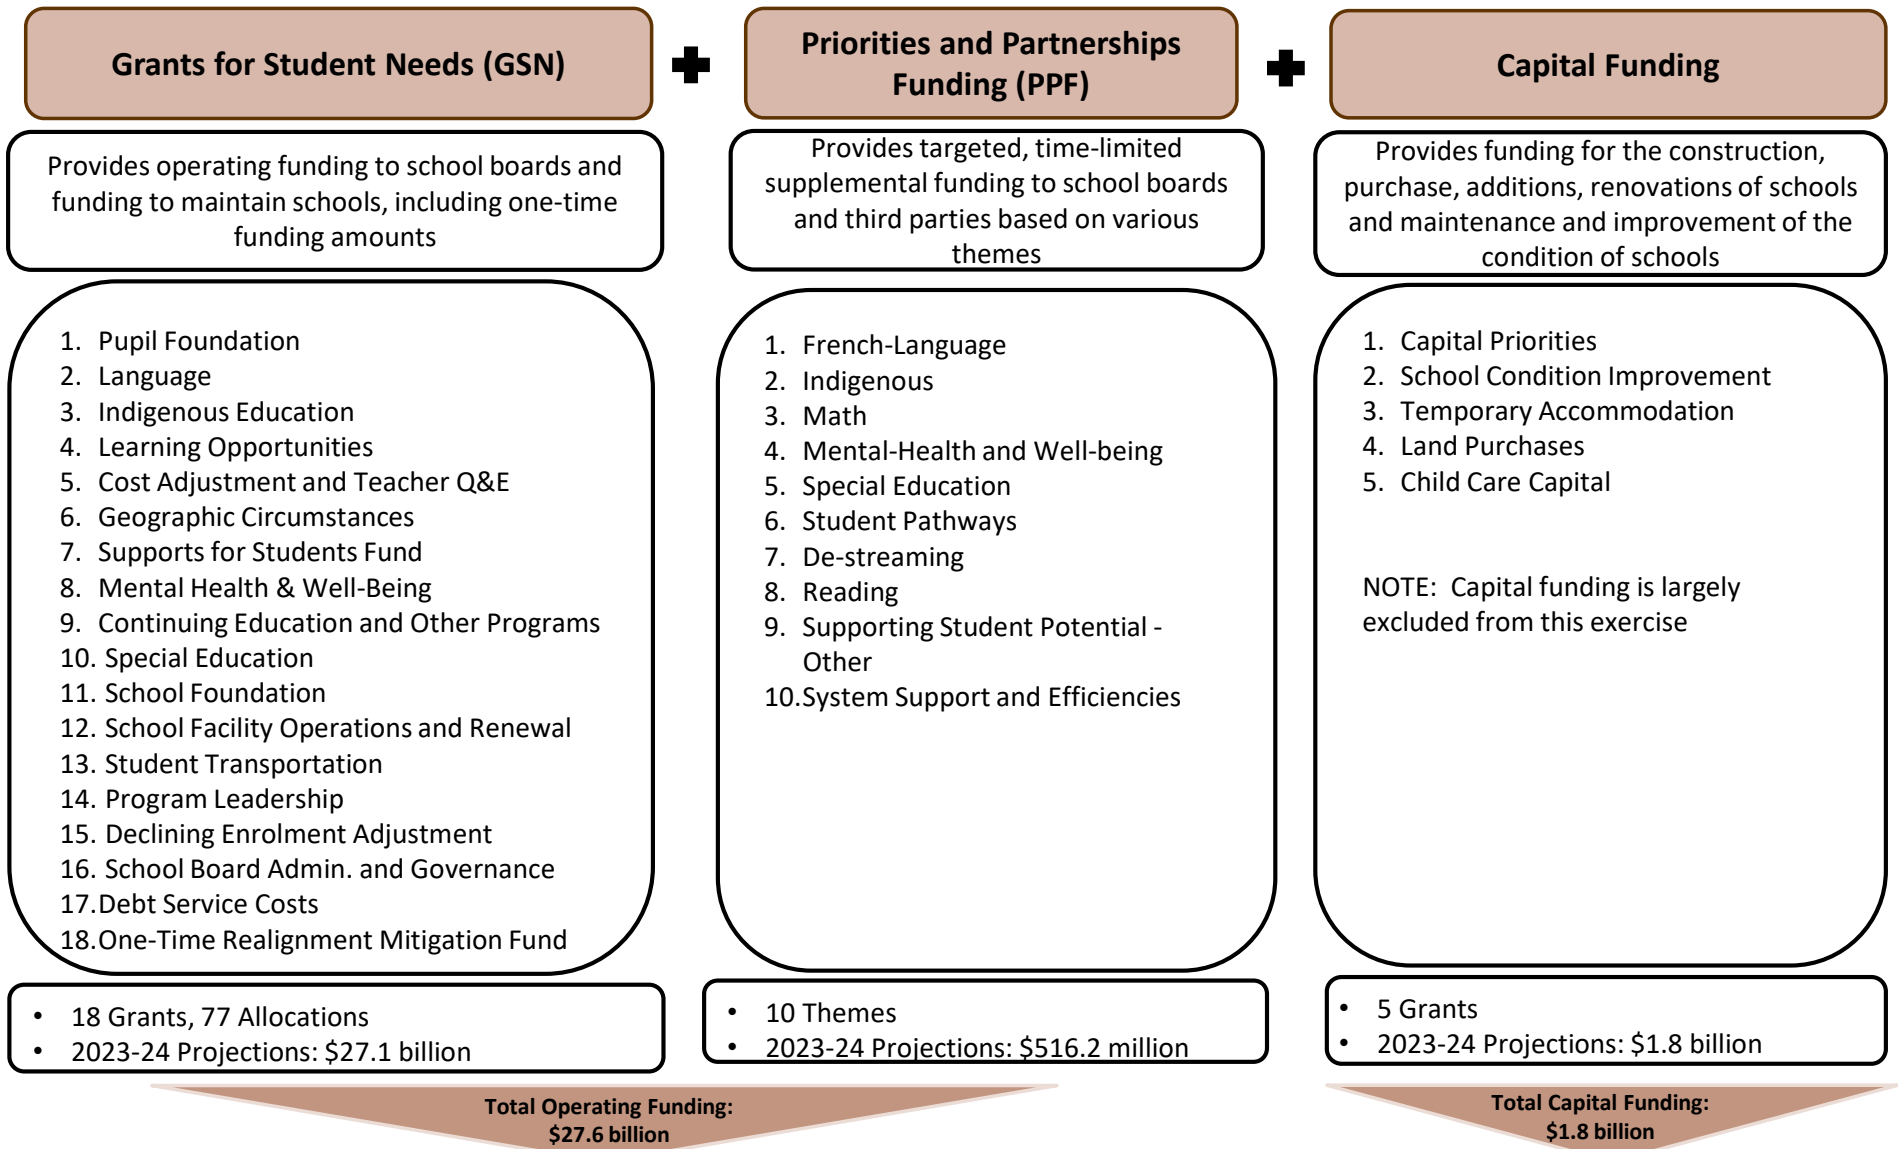 Grants for Student Needs (GSN)
Provides operating funding to school boards and
funding to maintain schools, including one-time
funding amounts
1. Pupil Foundation
2. Language
3. Indigenous Education
4. Learning Opportunities
5. Cost Adjustment and Teacher Q&E
6. Geographic Circumstances
7. Supports for Students Fund
8. Mental Health & Well-Being
9. Continuing Education and Other Programs
10. Special Education
11. School Foundation
12. School Facility Operations and Renewal
13. Student Transportation
14. Program Leadership
15. Declining Enrolment Adjustment
16. School Board Admin. and Governance
17.Debt Service Costs
18.One-Time Realignment Mitigation Fund
• 18 Grants, 77 Allocations
• 2023-24 Projections: $27.1 billion
Priorities and Partnerships
Funding (PPF)
Provides targeted, time-limited
supplemental funding to school boards
and third parties based on various
themes
1. French-Language
2. Indigenous
3. Math
4. Mental-Health and Well-being
5. Special Education
6. Student Pathways
7. De-streaming
8. Reading
9. Supporting Student Potential -
Other
10.System Support and Efficiencies
• 10 Themes
• 2023-24 Projections: $516.2 million
Total Operating Funding:
$27.6 billion
Capital Funding
Provides funding for the construction,
purchase, additions, renovations of schools
and maintenance and improvement of the
condition of schools
1. Capital Priorities
2. School Condition Improvement
3. Temporary Accommodation
4. Land Purchases
5. Child Care Capital
NOTE: Capital funding is largely
excluded from this exercise
• 5 Grants
• 2023-24 Projections: $1.8 billion
Total Capital Funding:
$1.8 billion